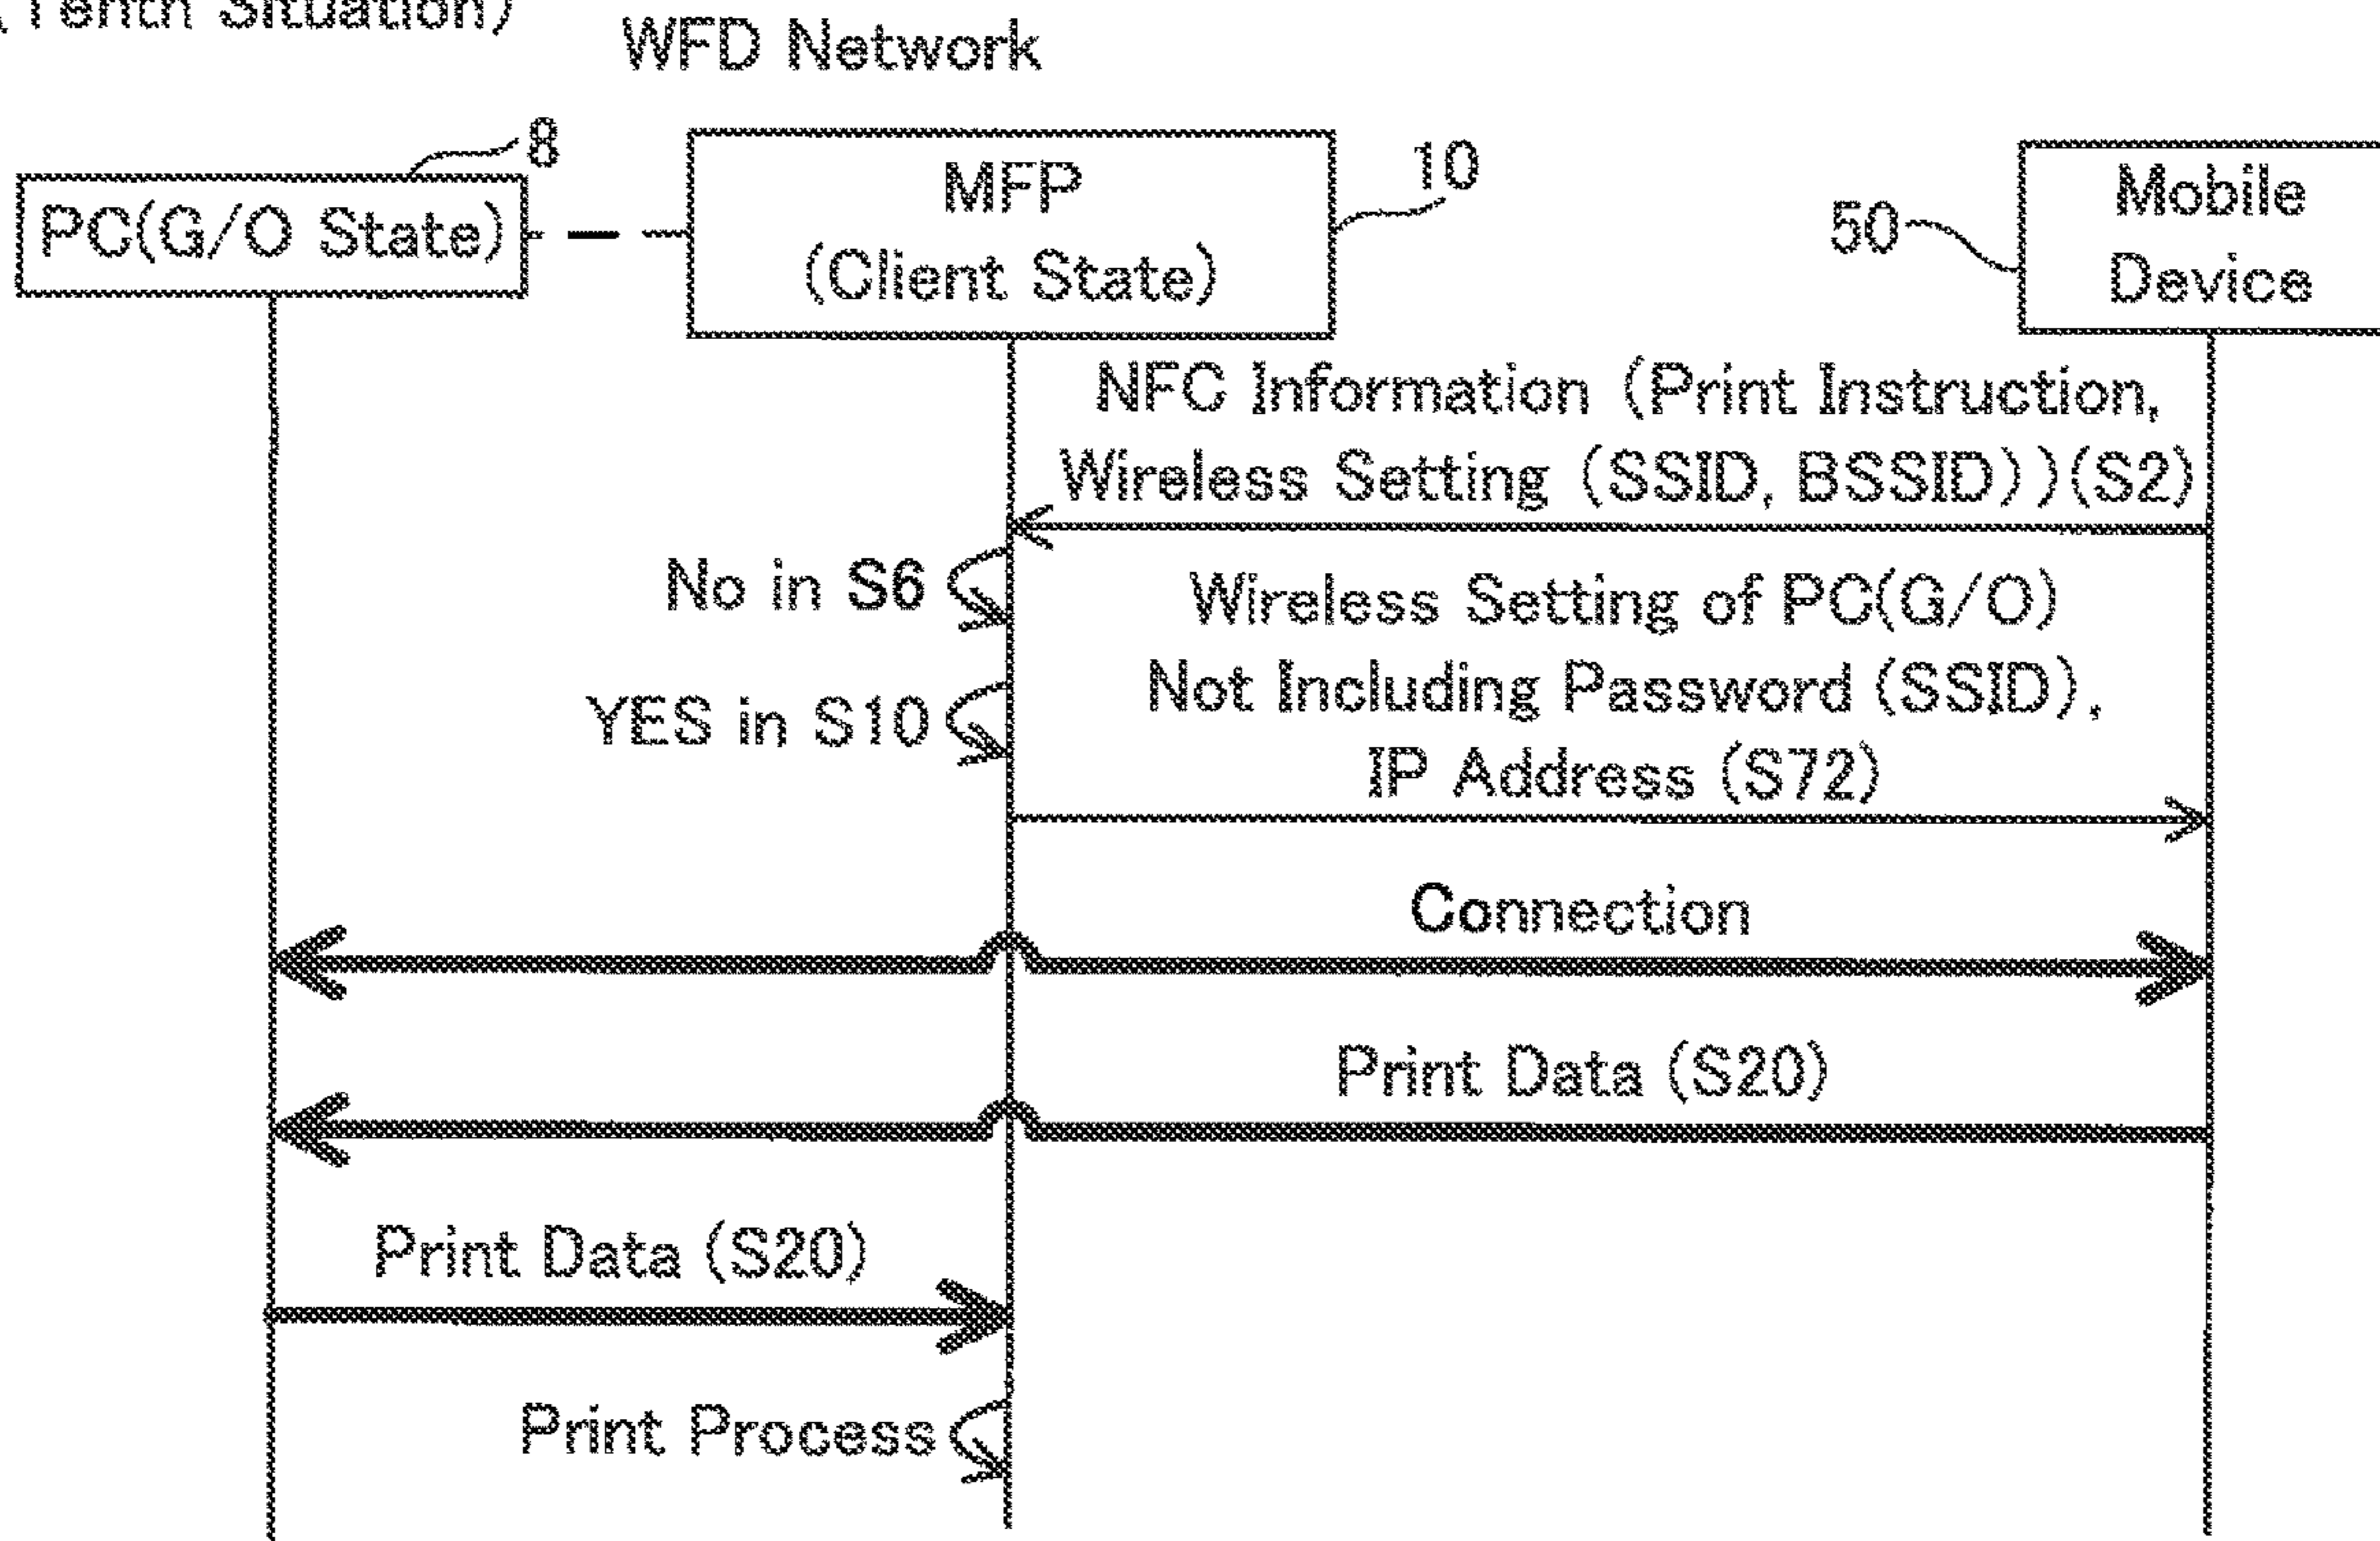 (Tenth Situation)
WFD Network
8
PC(G/O State)
MFP
(Client State)
10
50
Mobile
Device
NFC Information (Print Instruction,
Wireless Setting (SSID, BSSID))(S2)
No in S6
Wireless Setting of PC(G/O)
Not Including Password (SSID),
IP Address (S72)
YES in S10
Connection
Print Data (S20)
Print Data (S20)
Print Process